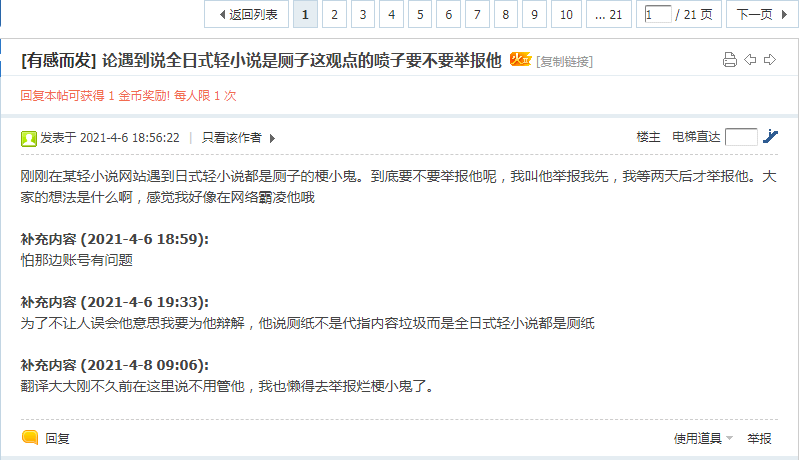 返回列表 1 2 3 4 5 6 7 8 9 10 ... 21 1 / 21 页 下一页
[有感而发] 论遇到说全日式轻小说是厕子这观点的喷子要不要举报他 火 [复制链接]
回复本帖可获得 1 金币奖励! 每人限 1 次
发表于 2021-4-6 18:56:22 | 只看该作者 楼主 电梯直达
刚刚在某轻小说网站遇到日式轻小说都是厕子的梗小鬼。到底要不要举报他呢，我叫他举报我先，我等两天后才举报他。大
家的想法是什么啊，感觉我好像在网络霸凌他哦
补充内容 (2021-4-6 18:59):
怕那边账号有问题
补充内容 (2021-4-6 19:33):
为了不让人误会他意思我要为他辩解，他说厕纸不是代指内容垃圾而是全日式轻小说都是厕纸
补充内容 (2021-4-8 09:06):
翻译大大刚不久前在这里说不用管他，我也懒得去举报烂梗小鬼了。
回复 使用道具 举报